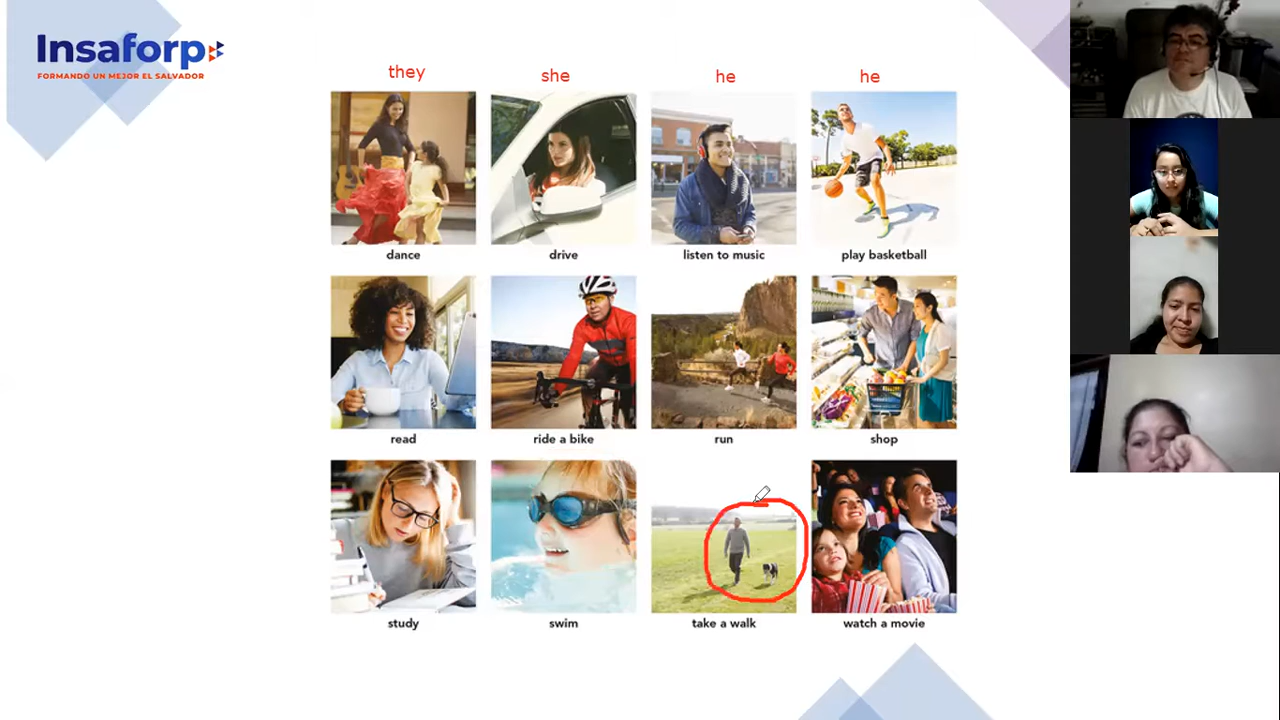 Insaforp
FORMANDO UN MEJOR EL SALVADOR
they she he he
dance drive listen to music play basketball
read ride a bike run shop
study swim take a walk watch a movie